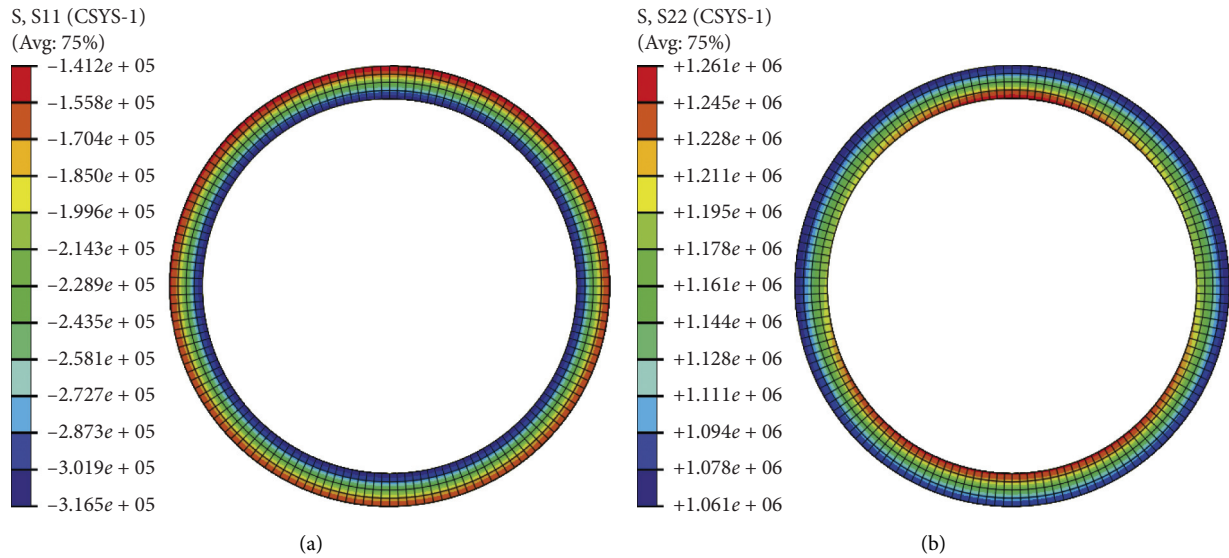 S, S11 (CSYS-1)
(Avg: 75%)
−1.412e + 05
−1.558e + 05
−1.704e + 05
−1.850e + 05
−1.996e + 05
−2.143e + 05
−2.289e + 05
−2.435e + 05
−2.581e + 05
−2.727e + 05
−2.873e + 05
−3.019e + 05
−3.165e + 05
(a)
S, S22 (CSYS-1)
(Avg: 75%)
+1.261e + 06
+1.245e + 06
+1.228e + 06
+1.211e + 06
+1.195e + 06
+1.178e + 06
+1.161e + 06
+1.144e + 06
+1.128e + 06
+1.111e + 06
+1.094e + 06
+1.078e + 06
+1.061e + 06
(b)